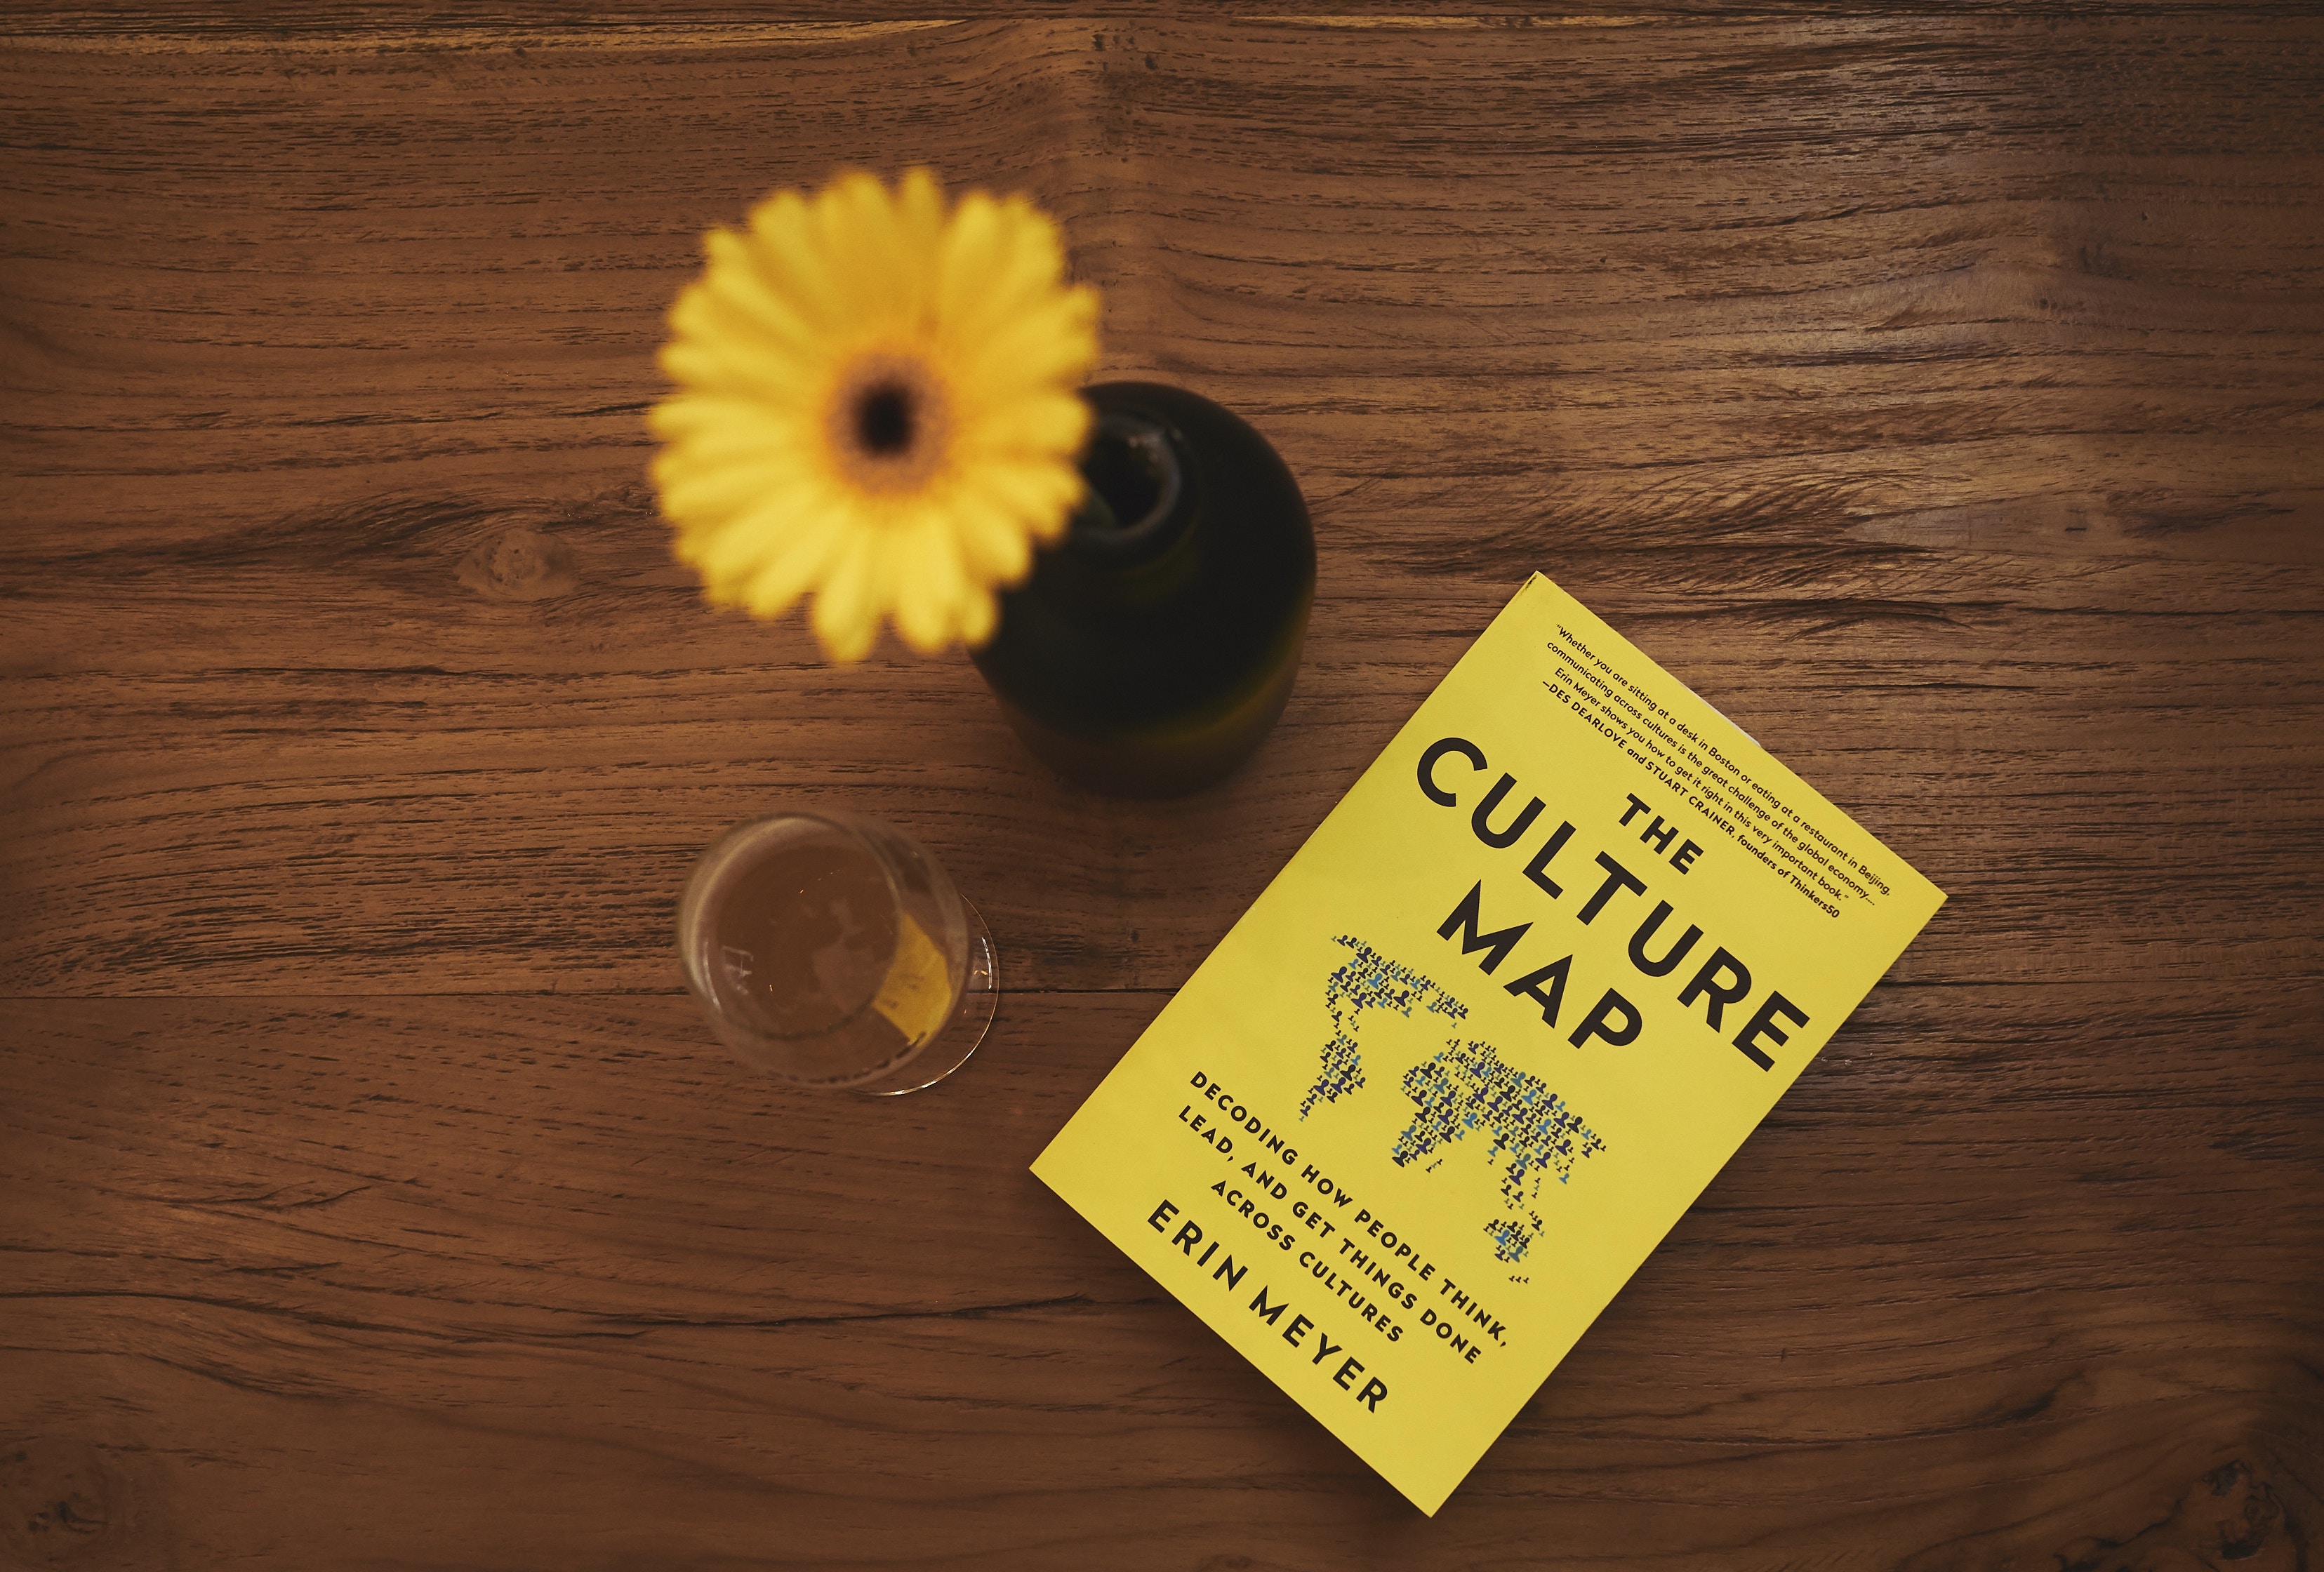 "Whether you are sitting at a desk in Boston or eating at a restaurant in Beijing,
communicating across cultures is the great challenge of the global economy—
Erin Meyer shows you how to get it right in this very important book."
—DES DEARLOVE and STUART CRAINER, founders of Thinkers50
THE
CULTURE
MAP
DECODING HOW PEOPLE THINK,
LEAD, AND GET THINGS DONE
ACROSS CULTURES
ERIN MEYER